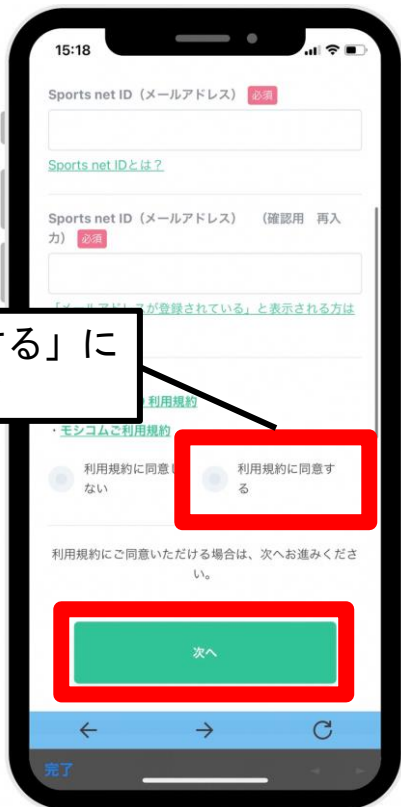 15:18
Sports net ID（メールアドレス） 必須
Sports net IDとは？
Sports net ID（メールアドレス） （確認用 再入
力） 必須
「メールアドレスが登録されている」と表示される方は
する」に
利用規約
・モシコムご利用規約
利用規約に同意し
ない
利用規約に同意す
る
利用規約にご同意いただける場合は、次へお進みくださ
い。
次へ
完了